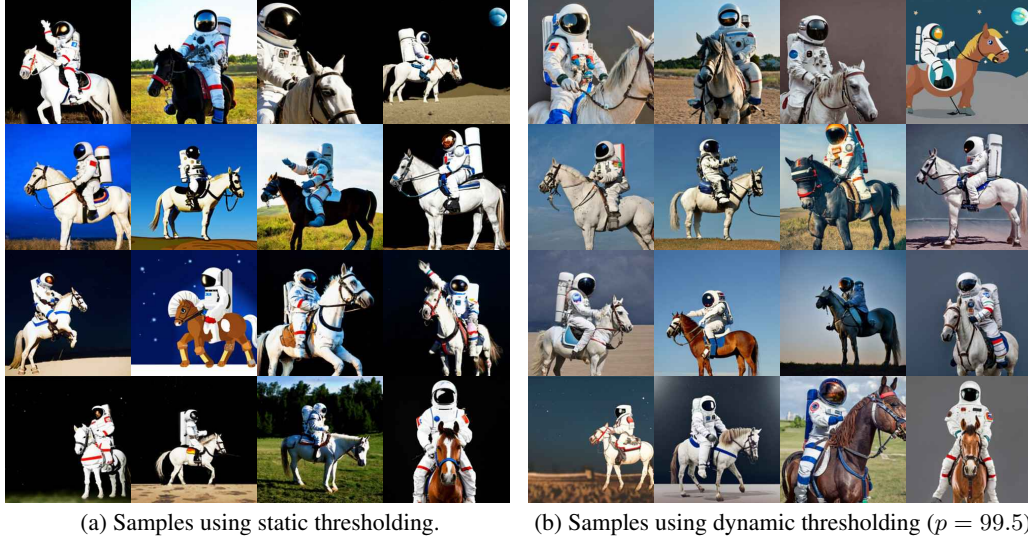 (a) Samples using static thresholding.
(b) Samples using dynamic thresholding (p = 99.5)